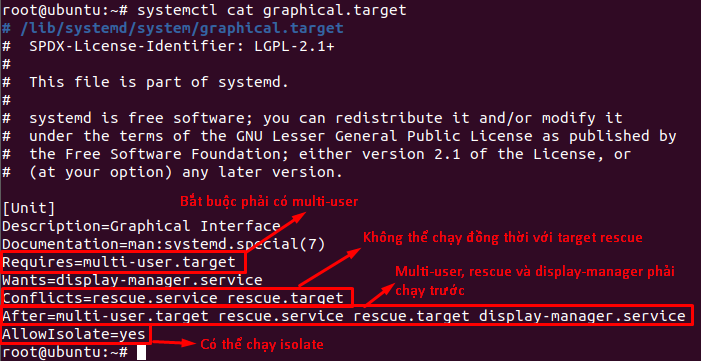 root@ubuntu:~# systemctl cat graphical.target
# /lib/systemd/system/graphical.target
#  SPDX-License-Identifier: LGPL-2.1+
#
#  This file is part of systemd.
#
#  systemd is free software; you can redistribute it and/or modify it
#  under the terms of the GNU Lesser General Public License as published by
#  the Free Software Foundation; either version 2.1 of the License, or
#  (at your option) any later version.
Bắt buộc phải có multi-user
[Unit]
Description=Graphical Interface
Không thể chạy đồng thời với target rescue
Documentation=man:systemd.special(7)
Requires=multi-user.target
Multi-user, rescue và display-manager phải
chạy trước
Wants=display-manager.service
Conflicts=rescue.service rescue.target
After=multi-user.target rescue.service rescue.target display-manager.service
AllowIsolate=yes
Có thể chạy isolate
root@ubuntu:~#